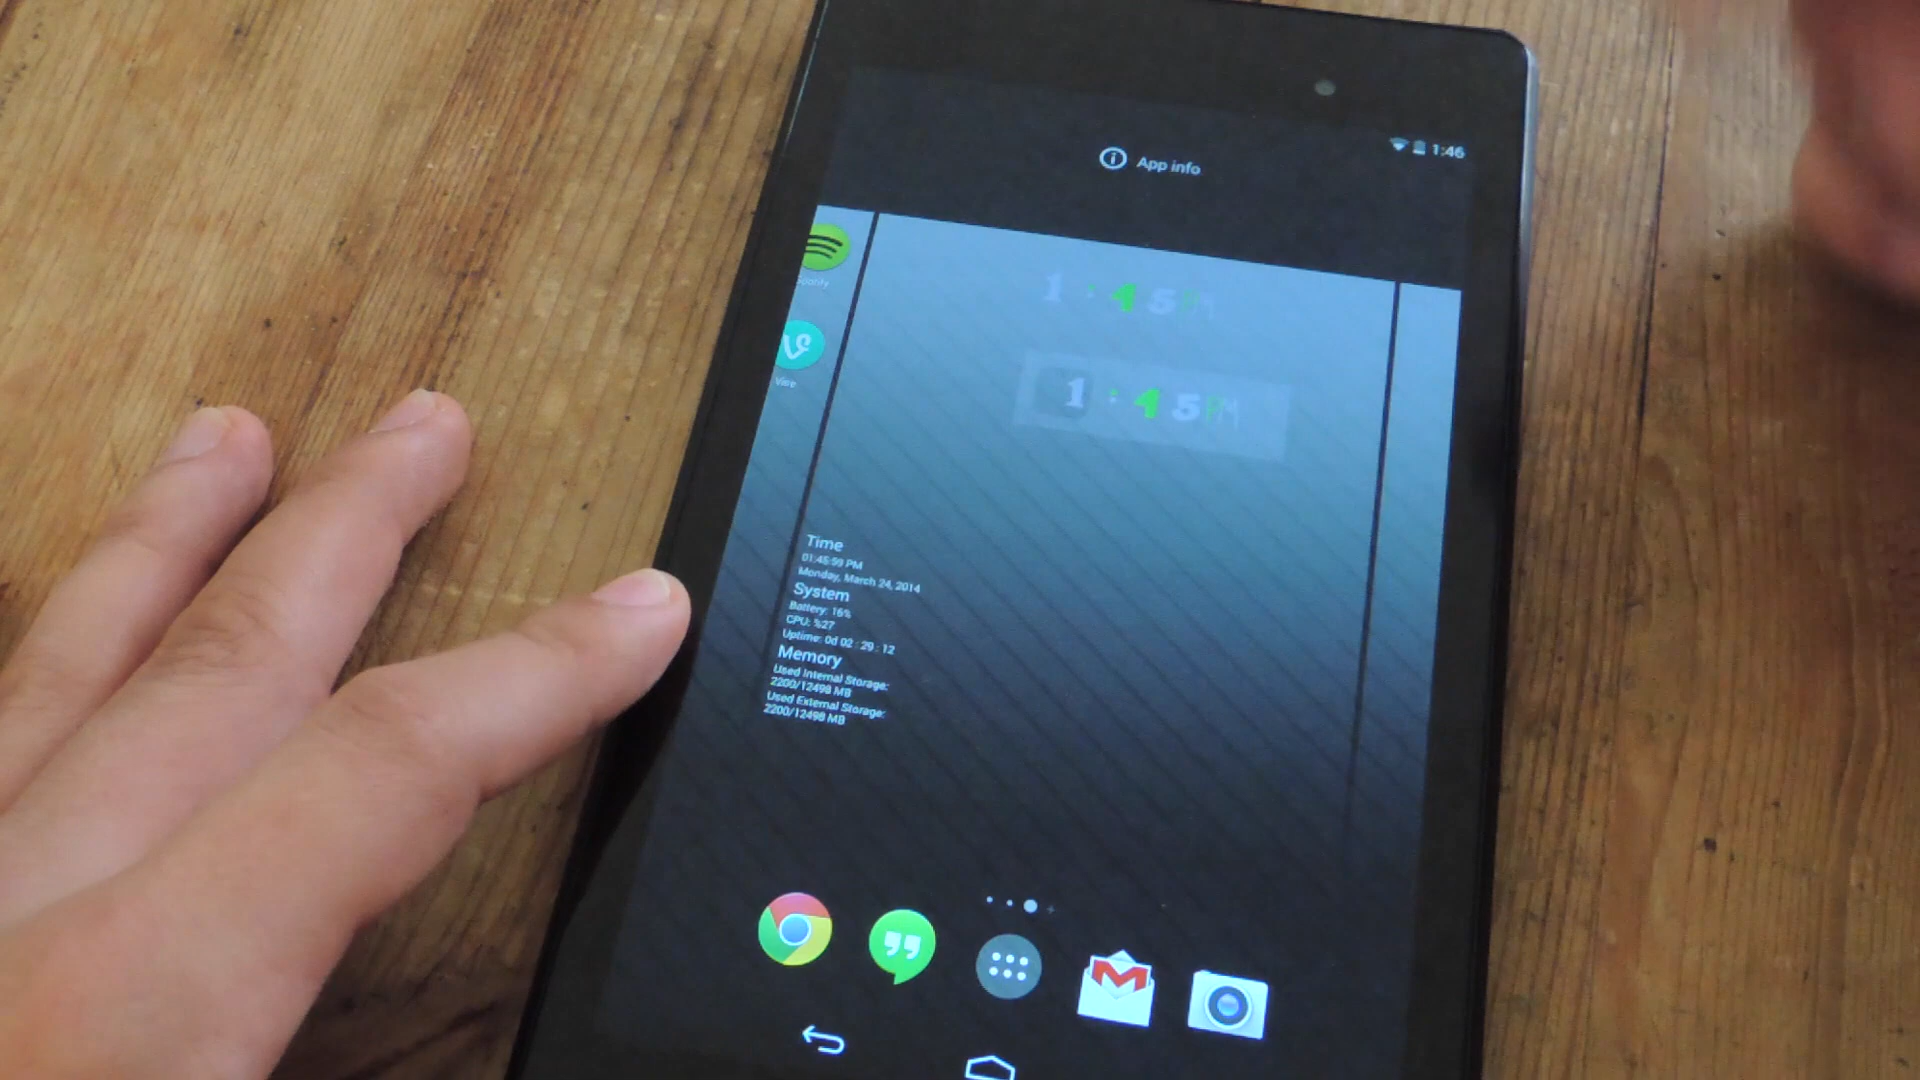 App info
1:46
Spotify
Vine
1:45PM
1:45PM
Time
01:45:59 PM
Monday, March 24, 2014
System
Battery: 16%
CPU: %27
Uptime: 0d 02 : 29 : 12
Memory
Used Internal Storage:
2200/12498 MB
Used External Storage:
2200/12498 MB